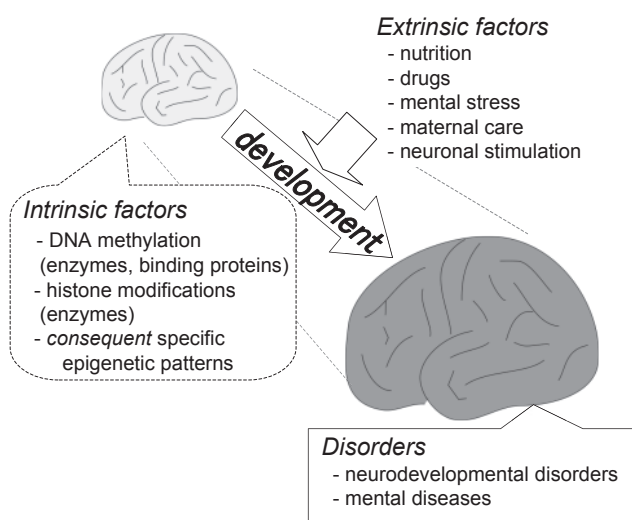 Extrinsic factors
- nutrition
- drugs
- mental stress
- maternal care
- neuronal stimulation
development
Intrinsic factors
- DNA methylation
(enzymes, binding proteins)
- histone modifications
(enzymes)
- consequent specific
epigenetic patterns
Disorders
- neurodevelopmental disorders
- mental diseases